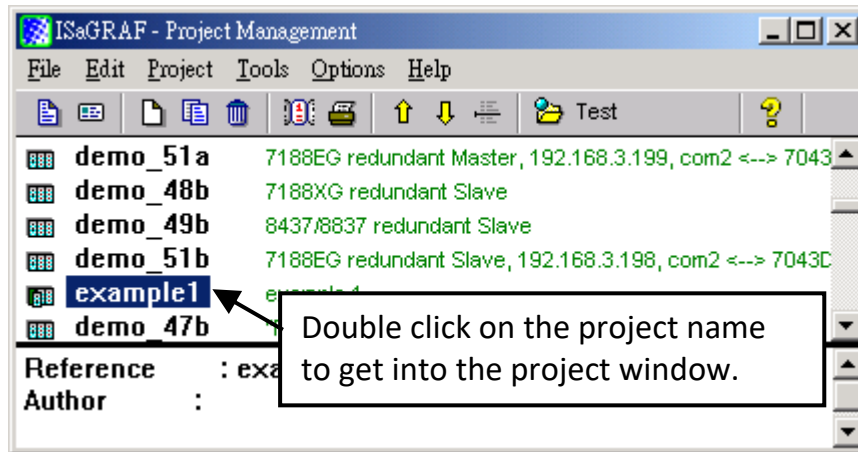 ISaGRAF - Project Management
File Edit Project Tools Options Help
Test
demo_51a 7188EG redundant Master, 192.168.3.199, com2 <--> 7043
demo_48b 7188XG redundant Slave
demo_49b 8437/8837 redundant Slave
demo_51b 7188EG redundant Slave, 192.168.3.198, com2 <--> 7043D
example1
demo_47b
Double click on the project name
to get into the project window.
Reference : exa
Author :